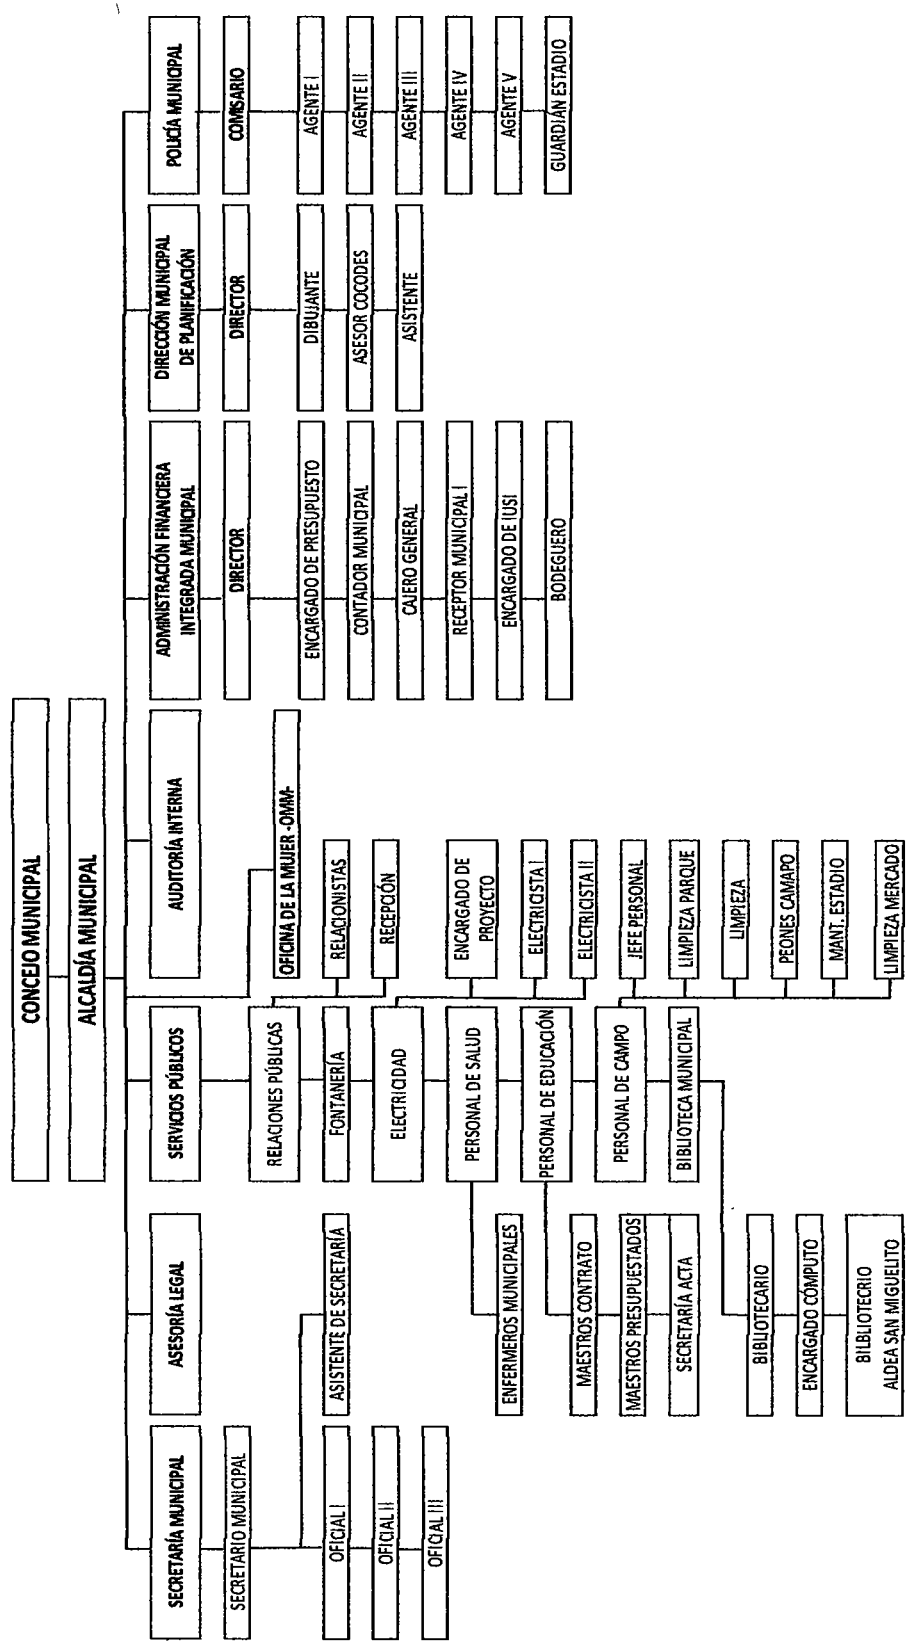 CONCEJO MUNICIPAL
ALCALDÍA MUNICIPAL
SECRETARÍA MUNICIPAL
SECRETARIO MUNICIPAL
ASISTENTE DE SECRETARÍA
OFICIAL I
OFICIAL II
OFICIAL III
ASESORÍA LEGAL
SERVICIOS PÚBLICOS
RELACIONES PÚBLICAS
RELACIONISTAS
RECEPCIÓN
FONTANERÍA
ELECTRICIDAD
ENCARGADO DE
PROYECTO
ELECTRICISTA I
ELECTRICISTA II
PERSONAL DE SALUD
ENFERMEROS MUNICIPALES
PERSONAL DE EDUCACIÓN
MAESTROS CONTRATO
MAESTROS PRESUPUESTADOS
SECRETARÍA ACTA
PERSONAL DE CAMPO
JEFE PERSONAL
LIMPIEZA PARQUE
LIMPIEZA
PEONES CAMAPO
MANT. ESTADIO
LIMPIEZA MERCADO
BIBLIOTECA MUNICIPAL
BIBLIOTECARIO
ENCARGADO CÓMPUTO
BILBLIOTECRIO
ALDEA SAN MIGUELITO
OFICINA DE LA MUJER -OMM-
AUDITORÍA INTERNA
ADMINISTRACIÓN FINANCIERA
INTEGRADA MUNICIPAL
DIRECTOR
ENCARGADO DE PRESUPUESTO
CONTADOR MUNICIPAL
CAJERO GENERAL
RECEPTOR MUNICIPAL I
ENCARGADO DE IUSI
BODEGUERO
DIRECCIÓN MUNICIPAL
DE PLANIFICACIÓN
DIRECTOR
DIBUJANTE
ASESOR COCODES
ASISTENTE
POLICÍA MUNICIPAL
COMISARIO
AGENTE I
AGENTE II
AGENTE III
AGENTE IV
AGENTE V
GUARDIÁN ESTADIO